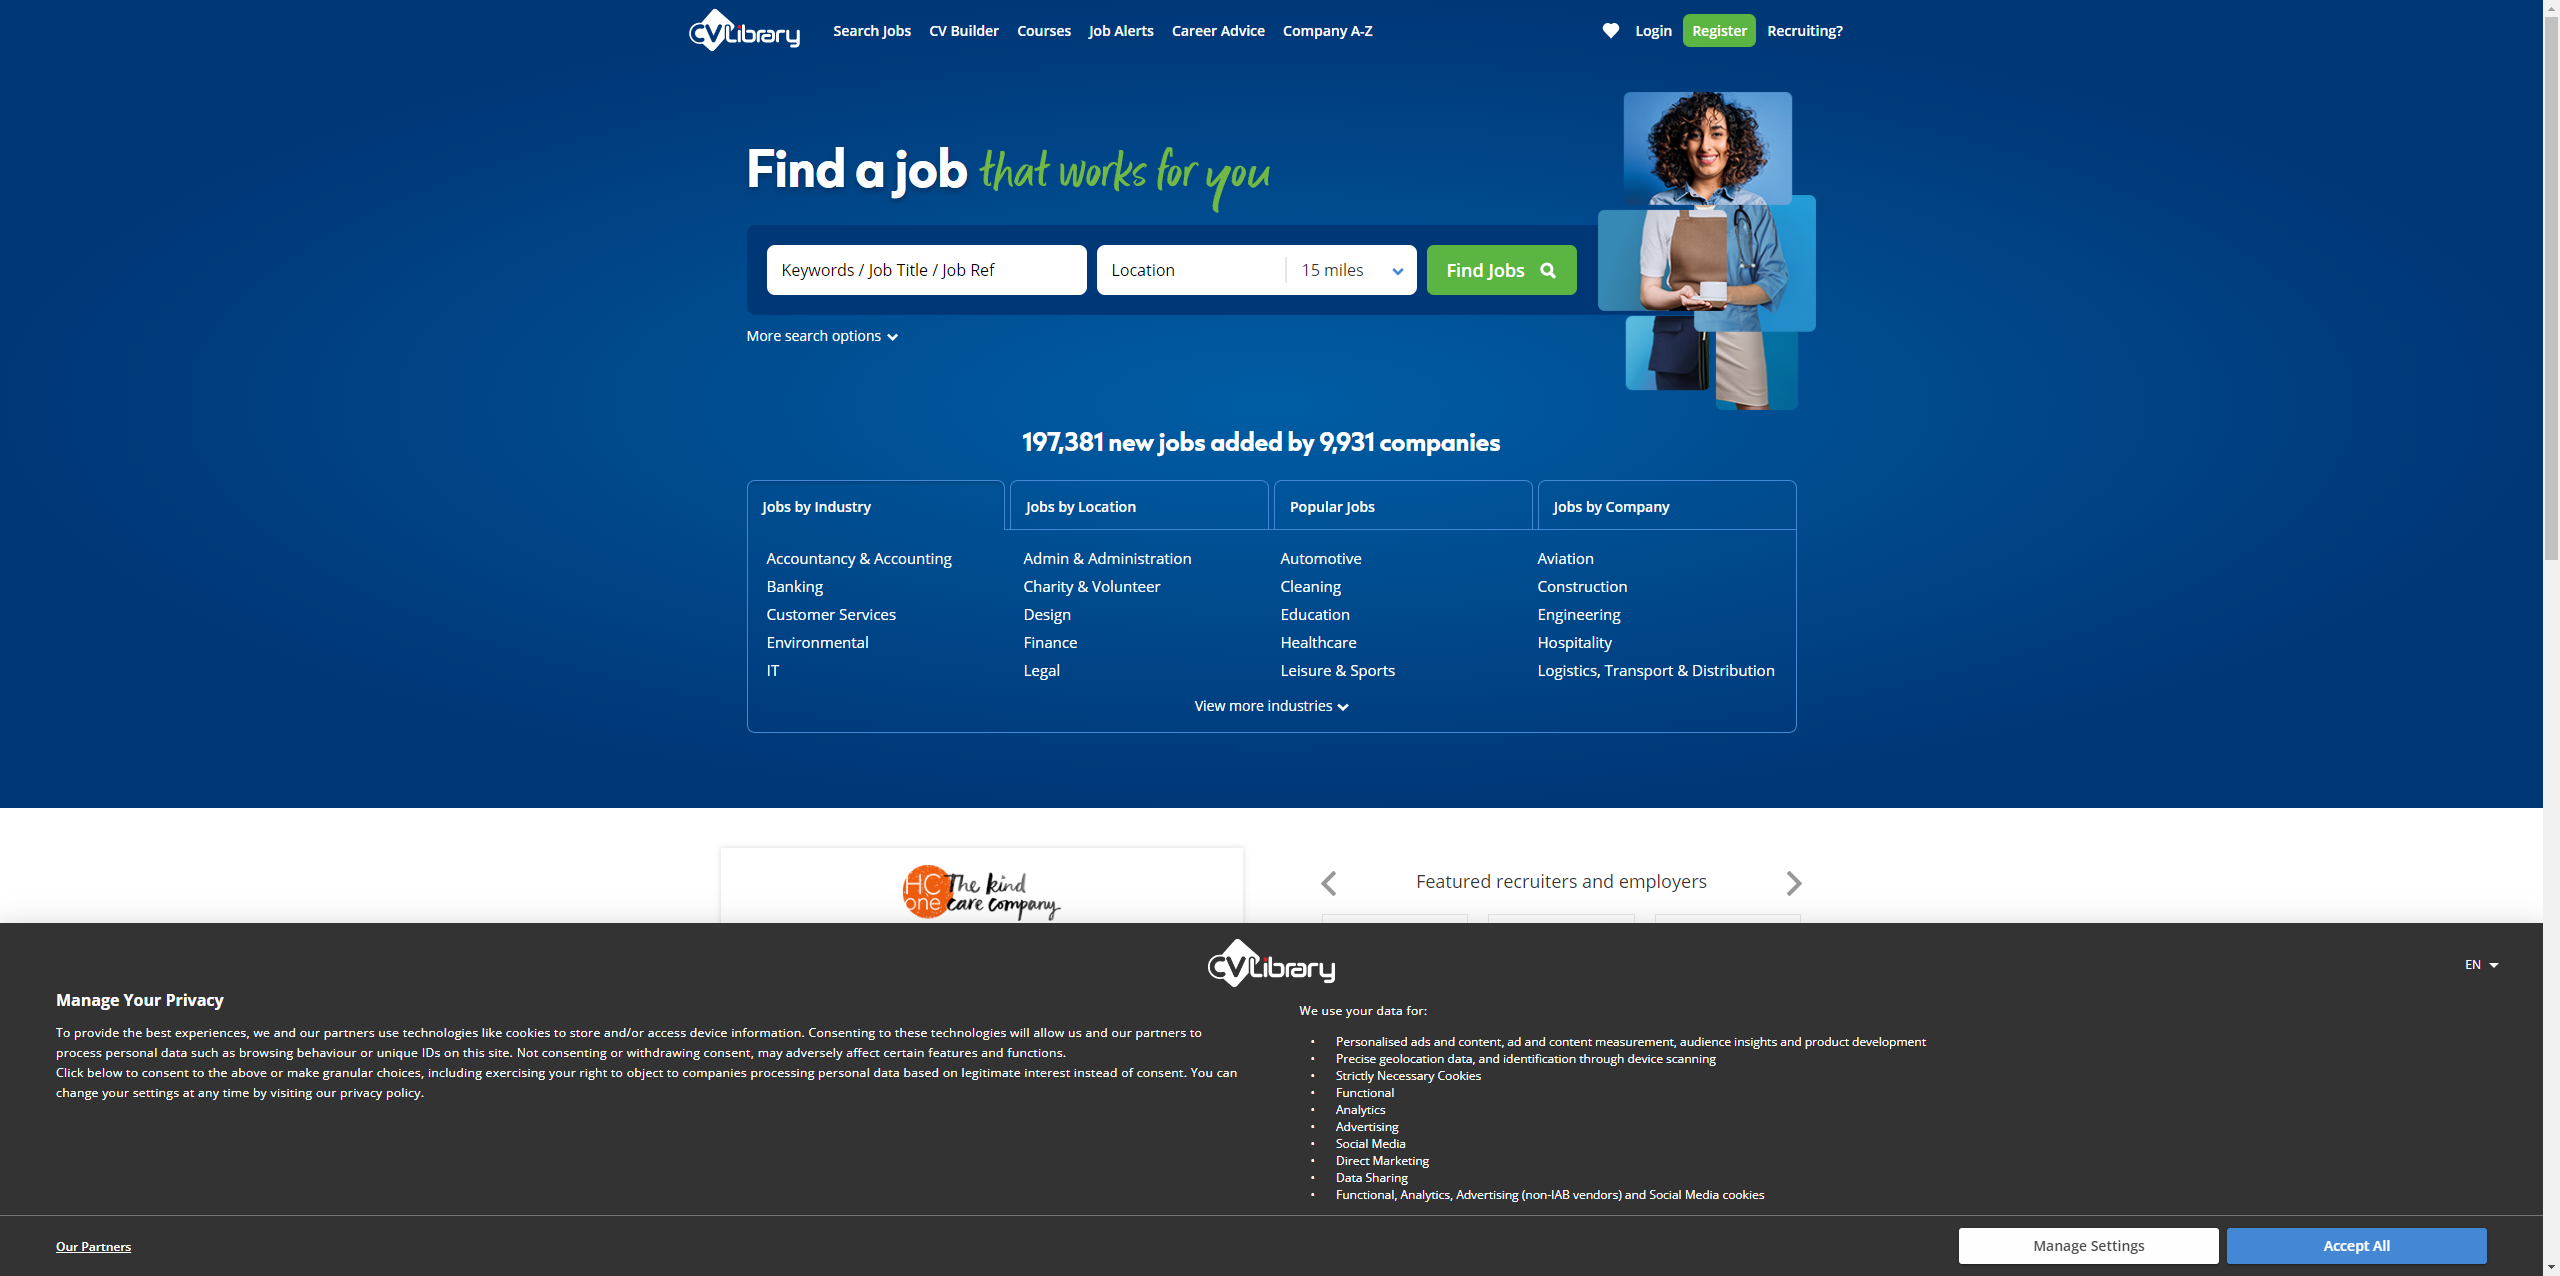 CV Library
Search Jobs
CV Builder
Courses
Job Alerts
Career Advice
Company A-Z
Login
Register
Recruiting?
Find a job that works for you
Keywords / Job Title / Job Ref
Location
15 miles
Find Jobs
More search options
197,381 new jobs added by 9,931 companies
Jobs by Industry
Jobs by Location
Popular Jobs
Jobs by Company
Accountancy & Accounting
Admin & Administration
Automotive
Aviation
Banking
Charity & Volunteer
Cleaning
Construction
Customer Services
Design
Education
Engineering
Environmental
Finance
Healthcare
Hospitality
IT
Legal
Leisure & Sports
Logistics, Transport & Distribution
View more industries
HC one The kind care company
Featured recruiters and employers
CV Library
EN
Manage Your Privacy
To provide the best experiences, we and our partners use technologies like cookies to store and/or access device information. Consenting to these technologies will allow us and our partners to
process personal data such as browsing behaviour or unique IDs on this site. Not consenting or withdrawing consent, may adversely affect certain features and functions.
Click below to consent to the above or make granular choices, including exercising your right to object to companies processing personal data based on legitimate interest instead of consent. You can
change your settings at any time by visiting our privacy policy.
We use your data for:
• Personalised ads and content, ad and content measurement, audience insights and product development
• Precise geolocation data, and identification through device scanning
• Strictly Necessary Cookies
• Functional
• Analytics
• Advertising
• Social Media
• Direct Marketing
• Data Sharing
• Functional, Analytics, Advertising (non-IAB vendors) and Social Media cookies
Our Partners
Manage Settings
Accept All